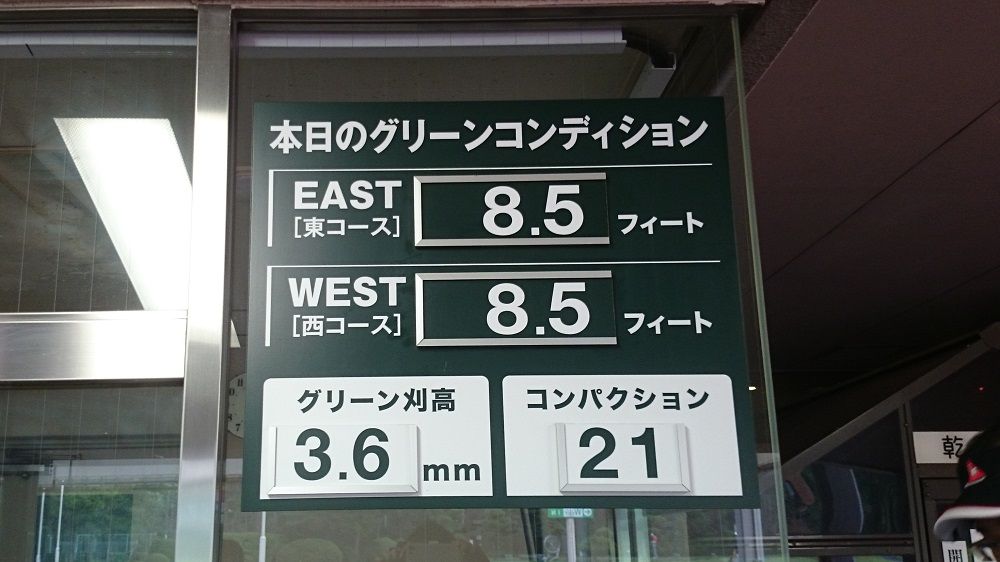 本日のグリーンコンディション
EAST
[東コース]
8.5
フィート
WEST
[西コース]
8.5
フィート
グリーン刈高
3.6
mm
コンパクション
21
乾
開